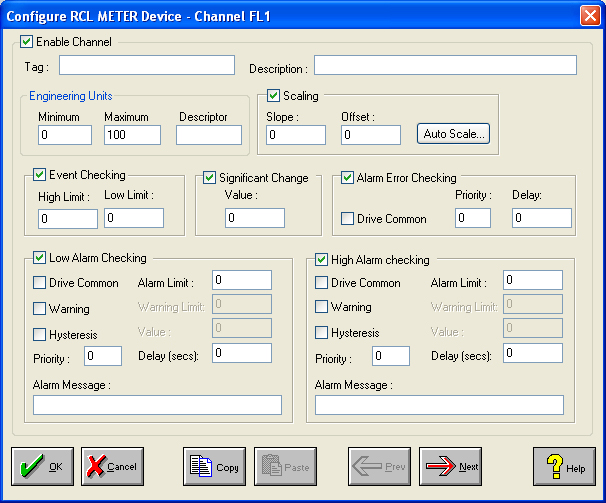 Configure RCL METER Device - Channel FL1
Enable Channel
Tag :
Description :
Engineering Units
Minimum Maximum Descriptor
0 100
Scaling
Slope : Offset :
0 0 Auto Scale...
Event Checking
High Limit : Low Limit :
0 0
Significant Change
Value :
0
Alarm Error Checking
Priority : Delay:
Drive Common 0 0
Low Alarm Checking
Drive Common Alarm Limit : 0
Warning Warning Limit: 0
Hysteresis Value : 0
Priority : 0 Delay (secs): 0
Alarm Message :
High Alarm checking
Drive Common Alarm Limit : 0
Warning Warning Limit: 0
Hysteresis Value : 0
Priority : 0 Delay (secs): 0
Alarm Message :
OK Cancel Copy Paste Prev Next Help